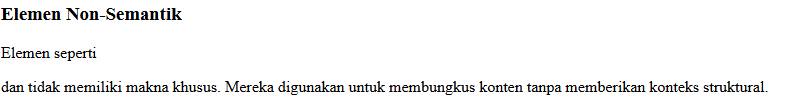 Elemen Non-Semantik
Elemen seperti
dan tidak memiliki makna khusus. Mereka digunakan untuk membungkus konten tanpa memberikan konteks struktural.